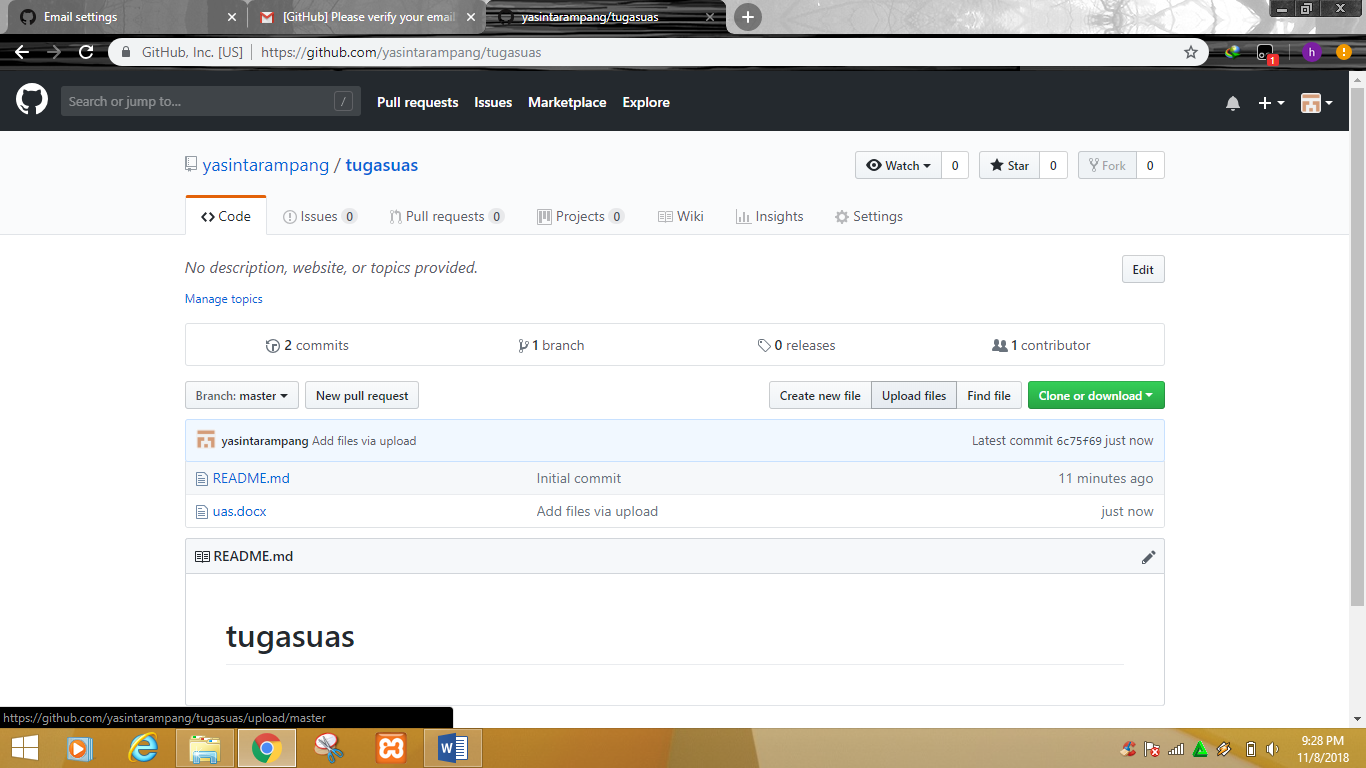 Email settings
[GitHub] Please verify your email
yasintarampang/tugasuas
GitHub, Inc. [US] https://github.com/yasintarampang/tugasuas
h
1
Search or jump to... /
Pull requests Issues Marketplace Explore
yasintarampang / tugasuas
Watch 0 Star 0 Fork 0
Code Issues 0 Pull requests 0 Projects 0 Wiki Insights Settings
No description, website, or topics provided.
Edit
Manage topics
2 commits 1 branch 0 releases 1 contributor
Branch: master New pull request Create new file Upload files Find file Clone or download
yasintarampang Add files via upload Latest commit 6c75f69 just now
README.md Initial commit 11 minutes ago
uas.docx Add files via upload just now
README.md
tugasuas
https://github.com/yasintarampang/tugasuas/upload/master
9:28 PM
11/8/2018